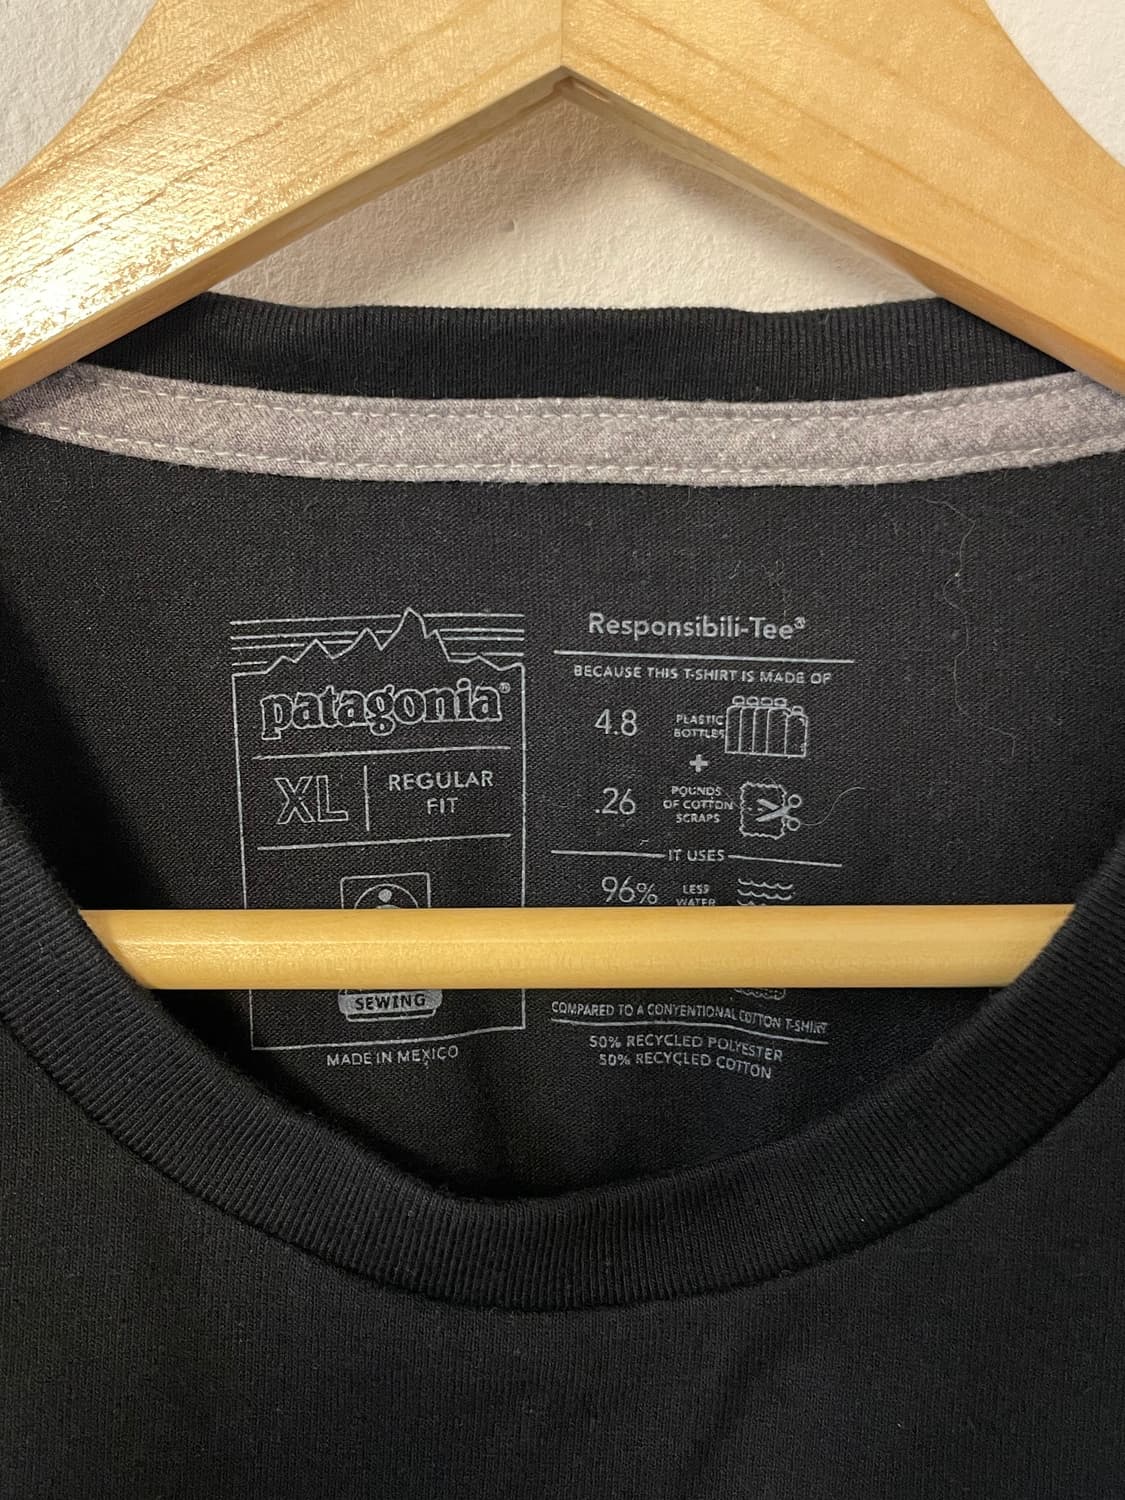 patagonia®
XL
REGULAR
FIT
SEWING
MADE IN MEXICO
Responsibili-Tee®
BECAUSE THIS T-SHIRT IS MADE OF
4.8 PLASTIC
BOTTLES
+
.26 POUNDS
OF COTTON
SCRAPS
IT USES
96% LESS
WATER
COMPARED TO A CONVENTIONAL COTTON T-SHIRT
50% RECYCLED POLYESTER
50% RECYCLED COTTON